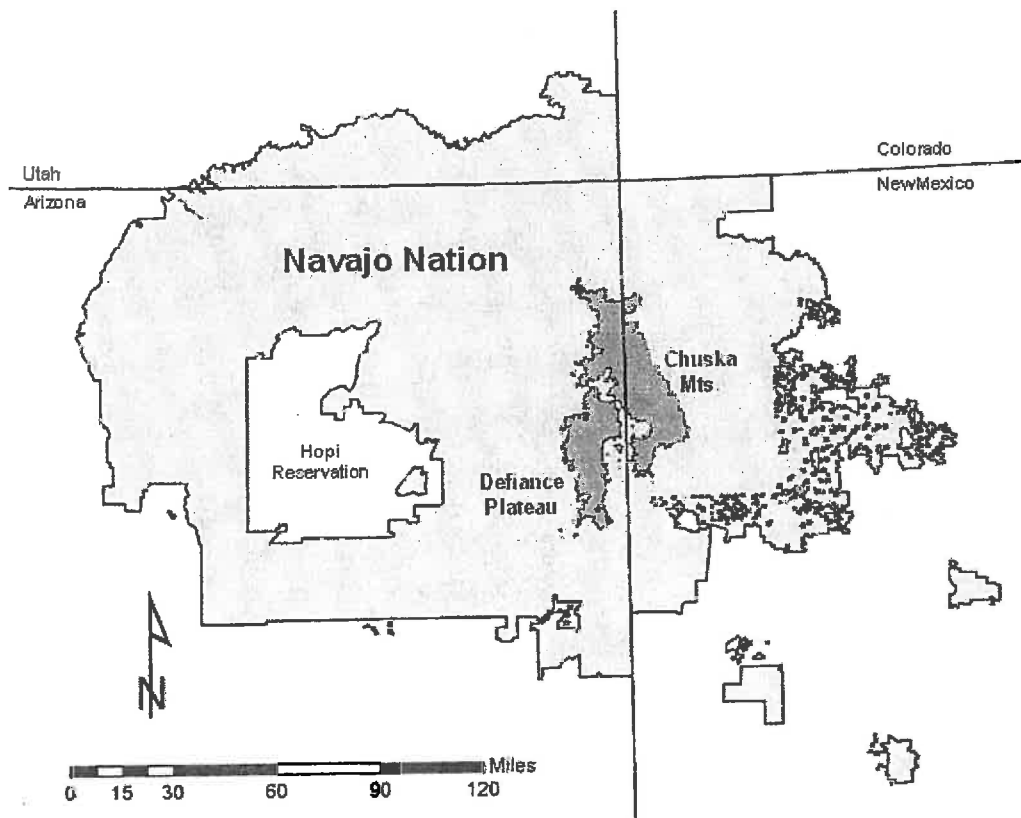 Utah
Colorado
Arizona
NewMexico
Navajo Nation
Chuska
Mts.
Hopi
Reservation
Defiance
Plateau
N
Miles
0 15 30 60 90 120